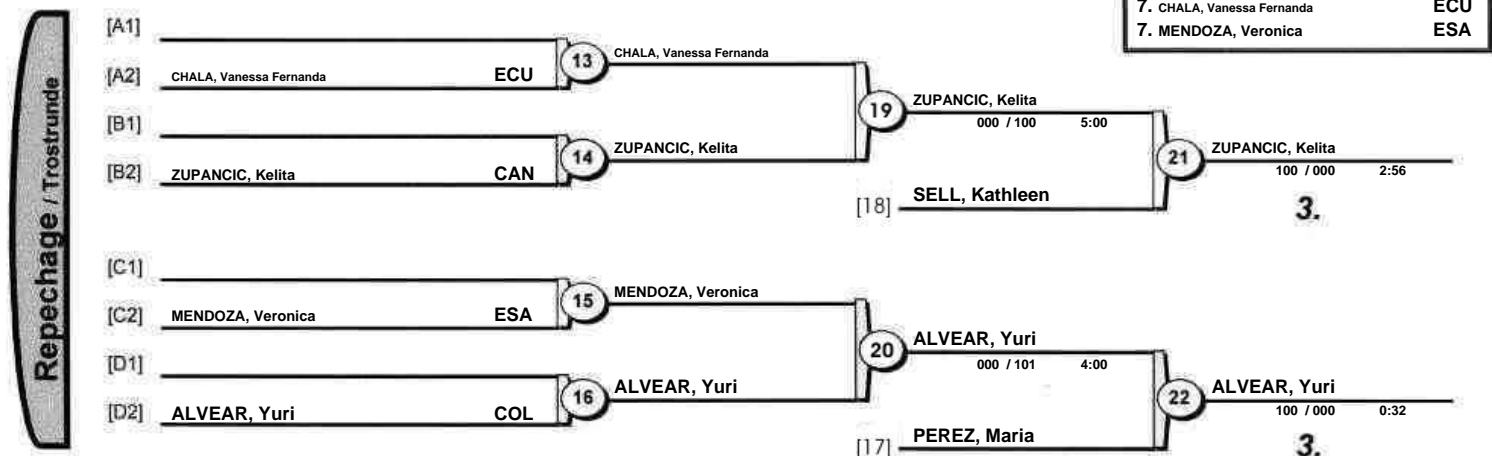 7. CHALA, Vanessa Fernanda ECU
7. MENDOZA, Veronica ESA
Repechage / Trostrunde
[A1]
[A2] CHALA, Vanessa Fernanda ECU
13 CHALA, Vanessa Fernanda
[B1]
[B2] ZUPANCIC, Kelita CAN
14 ZUPANCIC, Kelita
19 ZUPANCIC, Kelita
000 / 100 5:00
[18] SELL, Kathleen
21 ZUPANCIC, Kelita
100 / 000 2:56
3.
[C1]
[C2] MENDOZA, Veronica ESA
15 MENDOZA, Veronica
[D1]
[D2] ALVEAR, Yuri COL
16 ALVEAR, Yuri
20 ALVEAR, Yuri
000 / 101 4:00
[17] PEREZ, Maria
22 ALVEAR, Yuri
100 / 000 0:32
3.